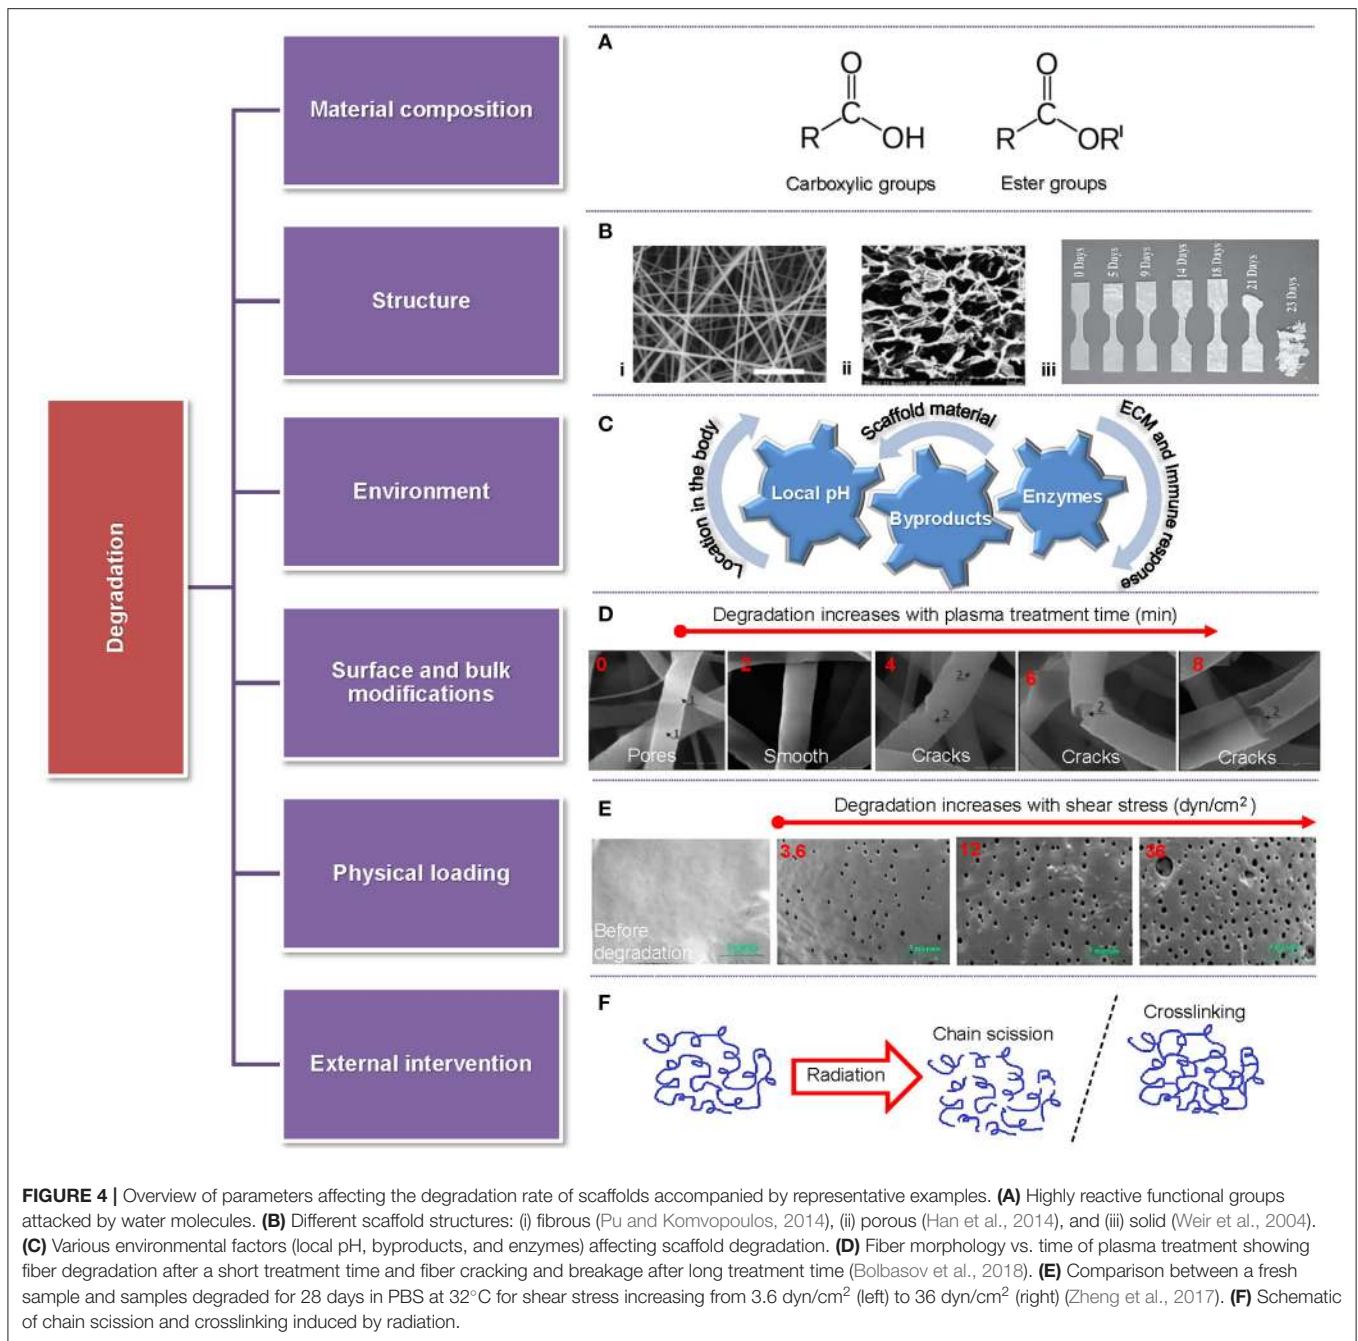 Degradation
Material composition
Structure
Environment
Surface and bulk
modifications
Physical loading
External intervention
A
O
C
R
OH
Carboxylic groups
O
C
R
OR'
Ester groups
B
i
ii
iii
0 Days
5 Days
9 Days
14 Days
18 Days
21 Days
23 Days
C
Location in the body
Scaffold material
ECM and Immune response
Local pH
Byproducts
Enzymes
D
Degradation increases with plasma treatment time (min)
0
1
1
Pores
2
Smooth
4
2
2
Cracks
6
2
Cracks
8
2
Cracks
E
Degradation increases with shear stress (dyn/cm²)
Before
degradation
3.6
12
36
F
Radiation
Chain scission
Crosslinking
FIGURE 4 | Overview of parameters affecting the degradation rate of scaffolds accompanied by representative examples. (A) Highly reactive functional groups
attacked by water molecules. (B) Different scaffold structures: (i) fibrous (Pu and Komvopoulos, 2014), (ii) porous (Han et al., 2014), and (iii) solid (Weir et al., 2004).
(C) Various environmental factors (local pH, byproducts, and enzymes) affecting scaffold degradation. (D) Fiber morphology vs. time of plasma treatment showing
fiber degradation after a short treatment time and fiber cracking and breakage after long treatment time (Bolbasov et al., 2018). (E) Comparison between a fresh
sample and samples degraded for 28 days in PBS at 32°C for shear stress increasing from 3.6 dyn/cm² (left) to 36 dyn/cm² (right) (Zheng et al., 2017). (F) Schematic
of chain scission and crosslinking induced by radiation.